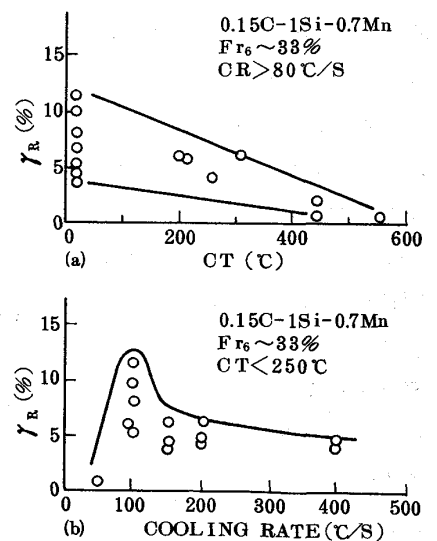 0.15C-1Si-0.7Mn
Fr₆~33%
CR>80℃/S
γR (%)
15
10
5
0
0
200
400
600
(a)
CT (℃)
0.15C-1Si-0.7Mn
Fr₆~33%
CT<250℃
γR (%)
15
10
5
0
0
100
200
300
400
500
(b)
COOLING RATE(℃/S)